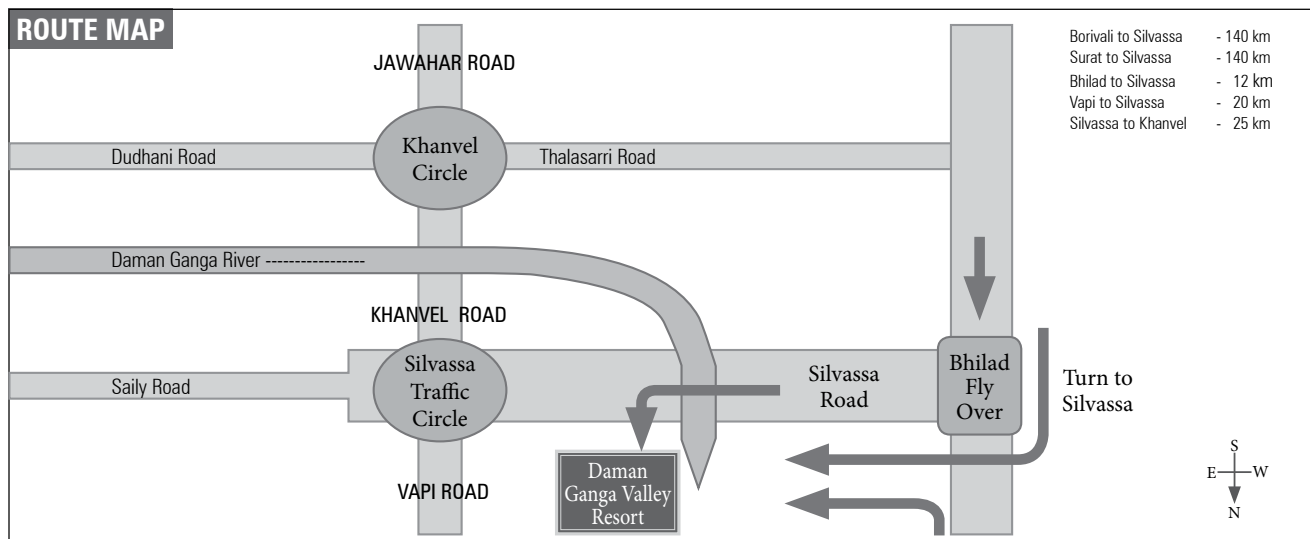 ROUTE MAP
Borivali to Silvassa - 140 km
Surat to Silvassa - 140 km
Bhilad to Silvassa - 12 km
Vapi to Silvassa - 20 km
Silvassa to Khanvel - 25 km
JAWAHAR ROAD
Khanvel
Circle
Dudhani Road
Thalasarri Road
Daman Ganga River -----------------
KHANVEL ROAD
Silvassa
Traffic
Circle
Saily Road
Silvassa
Road
Bhilad
Fly
Over
Turn to
Silvassa
VAPI ROAD
Daman
Ganga Valley
Resort
S
E W
N